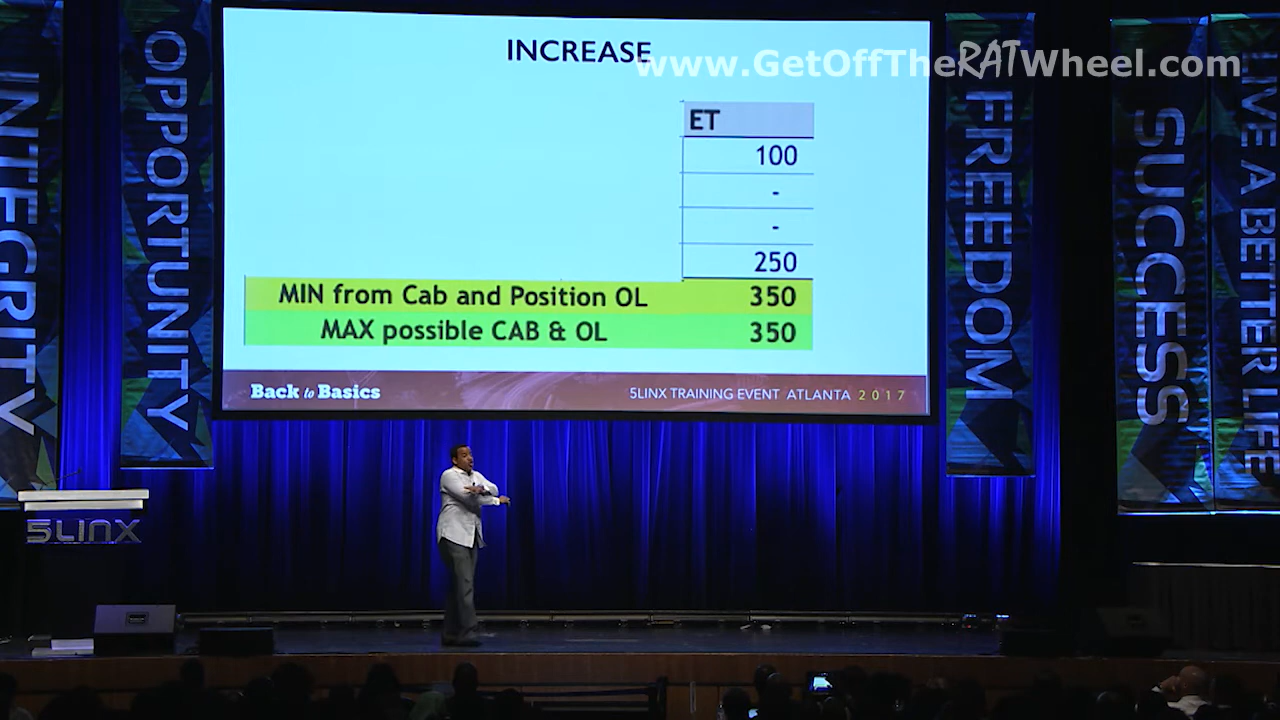 INCREASE
www.GetOffTheRATWheel.com
ET
100
-
-
250
MIN from Cab and Position OL 350
MAX possible CAB & OL 350
Back to Basics
5LINX TRAINING EVENT ATLANTA 2017
INTEGRITY
OPPORTUNITY
FREEDOM
SUCCESS
LIVE A BETTER LIFE
5LINX